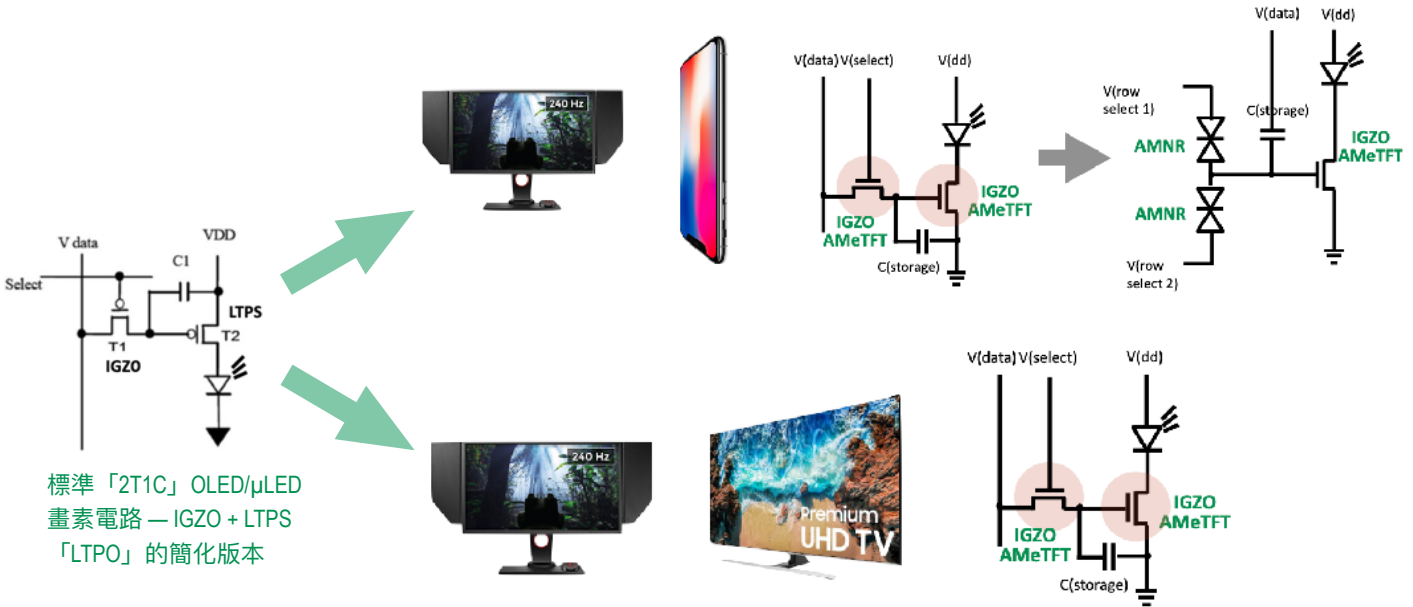 V data
VDD
C1
Select
LTPS
T2
T1
IGZO
標準「2T1C」OLED/μLED
畫素電路 — IGZO + LTPS
「LTPO」的簡化版本
240 Hz
V(data) V(select)
V(dd)
IGZO
AMeTFT
IGZO
AMeTFT
C(storage)
V(data)
V(dd)
V(row
select 1)
C(storage)
AMNR
IGZO
AMeTFT
AMNR
V(row
select 2)
240 Hz
Premium
UHD TV
V(data) V(select)
V(dd)
IGZO
AMeTFT
IGZO
AMeTFT
C(storage)